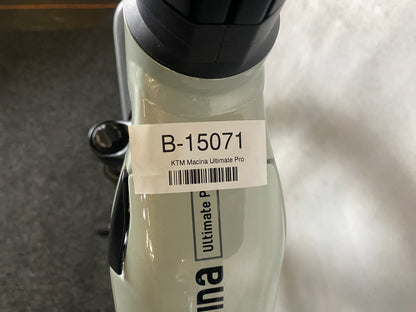 B-15071
KTM Macina Ultimate Pro
Ultimate P
ina